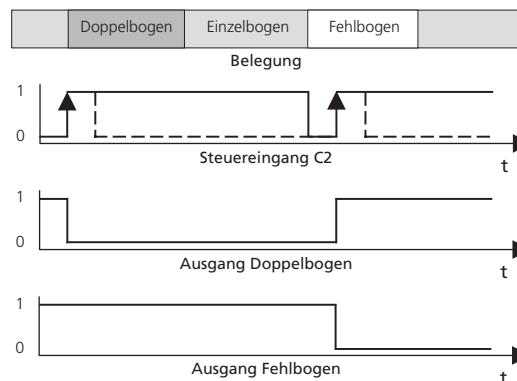 Doppelbogen Einzelbogen Fehlbogen
Belegung
1
0
Steuereingang C2
t
1
0
Ausgang Doppelbogen
t
1
0
Ausgang Fehlbogen
t